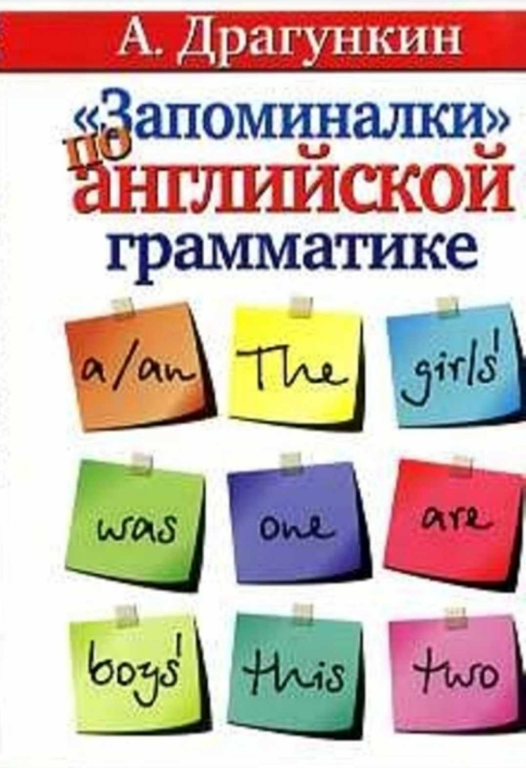 А. Драгункин
«Запоминалки»
по
английской
грамматике
a/an The girls'
was one are
boys' this two